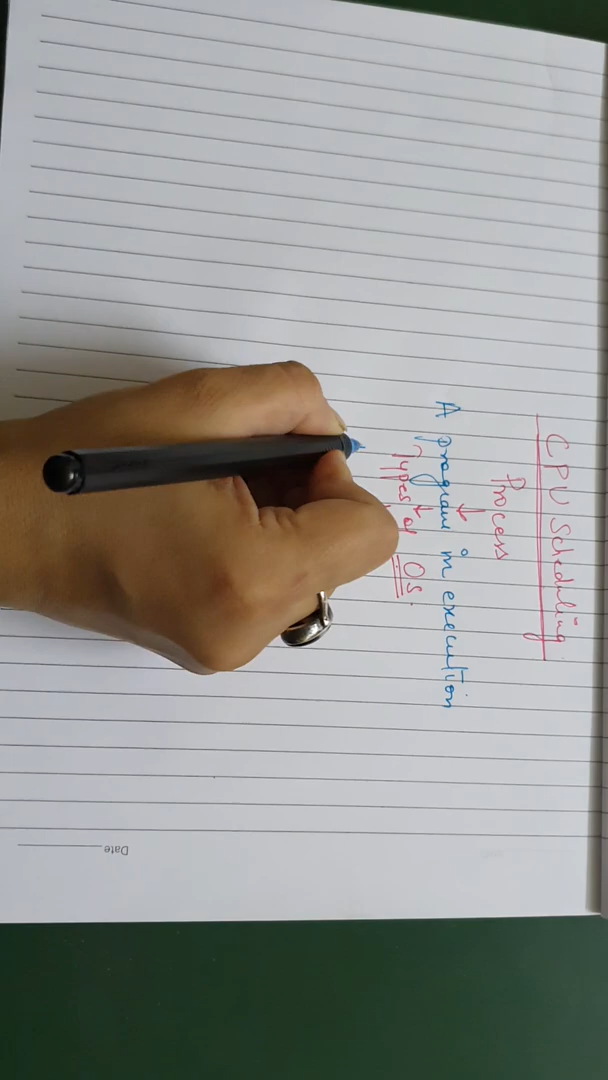 CPU Scheduling
Process
↓
A program in execution
↓
Types of OS.
Date